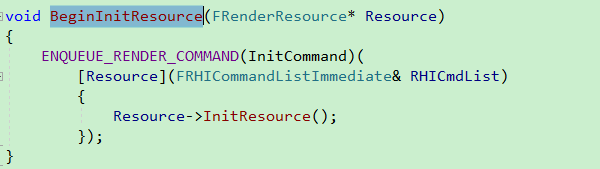 void BeginInitResource(FRenderResource* Resource)
{
    ENQUEUE_RENDER_COMMAND(InitCommand)(
        [Resource](FRHICommandListImmediate& RHICmdList)
        {
            Resource->InitResource();
        });
}